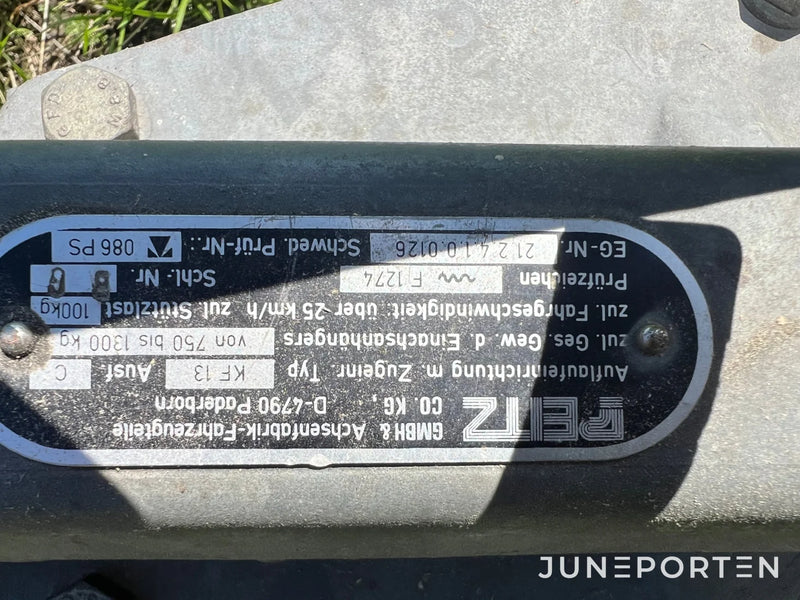 PEITZ GMBH & Achsenfabrik-Fahrzeugteile
CO. KG, D-4790 Paderborn
Auflaufeinrichtung m. Zugeinr. Typ KF 13 Ausf. C
zul. Ges. Gew. d. Einachsanhängers von 750 bis 1300 kg
zul. Fahrgeschwindigkeit: über 25 km/h zul. Stützlast 100kg
Prüfzeichen F 1274 Schl.-Nr.
EG-Nr. 21.2.4.1.0.0126 Schwed. Prüf-Nr.: 086 PS
JUNEPORTEN